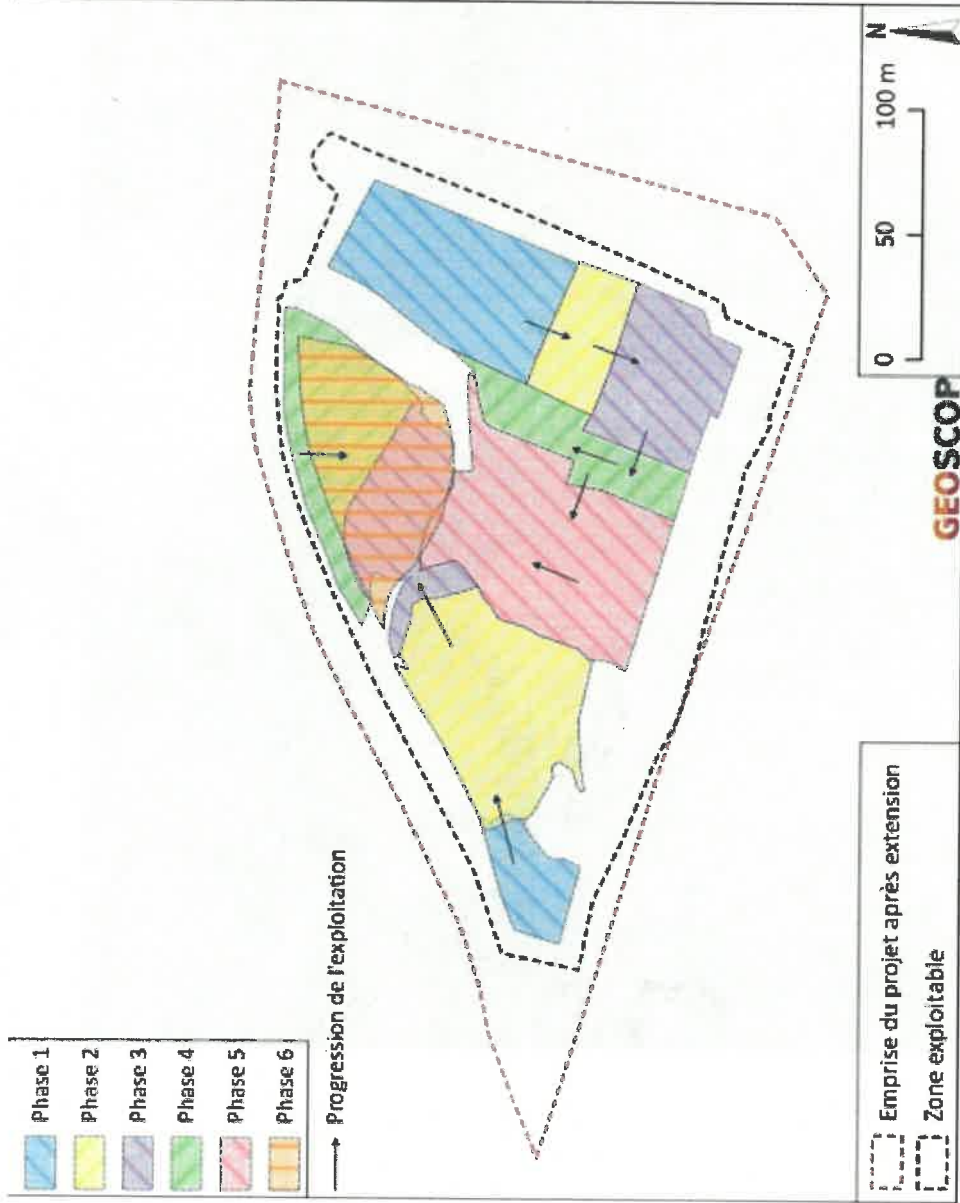 Phase 1
Phase 2
Phase 3
Phase 4
Phase 5
Phase 6
Progression de l'exploitation
Emprise du projet après extension
Zone exploitable
0 50 100 m
N
GEOSCOP